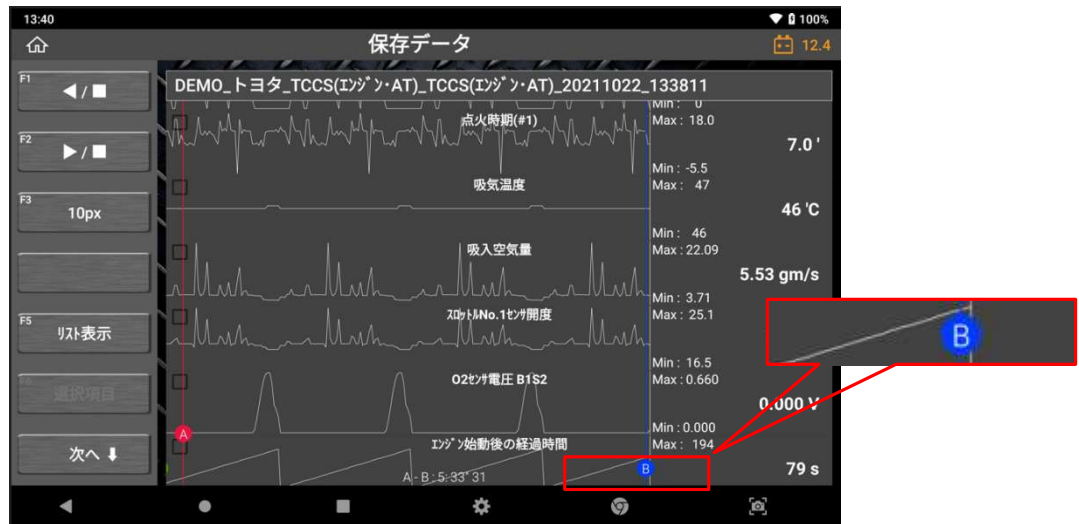 13:40
100%
保存データ
12.4
F1
◀/■
DEMO_トヨタ_TCCS(ｴﾝｼﾞﾝ･AT)_TCCS(ｴﾝｼﾞﾝ･AT)_20211022_133811
Min: 0
点火時期(#1)
Max: 18.0
7.0 '
Min: -5.5
F2
▶/■
吸気温度
Max: 47
46 'C
Min: 46
F3
10px
吸入空気量
Max: 22.09
5.53 gm/s
Min: 3.71
ｽﾛｯﾄﾙNo.1ｾﾝｻ開度
Max: 25.1
Min: 16.5
F5
ﾘｽﾄ表示
O2ｾﾝｻ電圧 B1S2
Max: 0.660
0.000 V
Min: 0.000
F6
選択項目
A
ｴﾝｼﾞﾝ始動後の経過時間
Max: 194
79 s
次へ⬇
A - B : 5: 33" 31
B
B